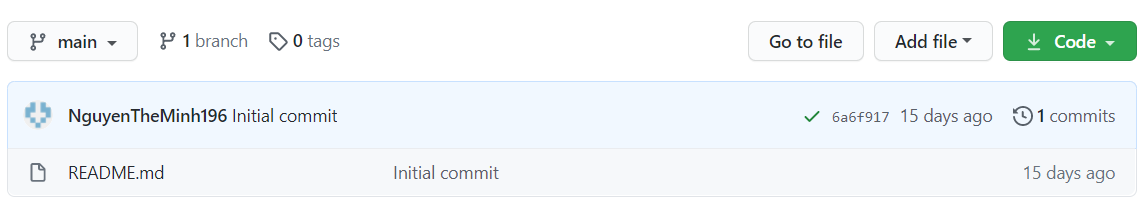 main 1 branch 0 tags Go to file Add file Code
NguyenTheMinh196 Initial commit 6a6f917 15 days ago 1 commits
README.md Initial commit 15 days ago